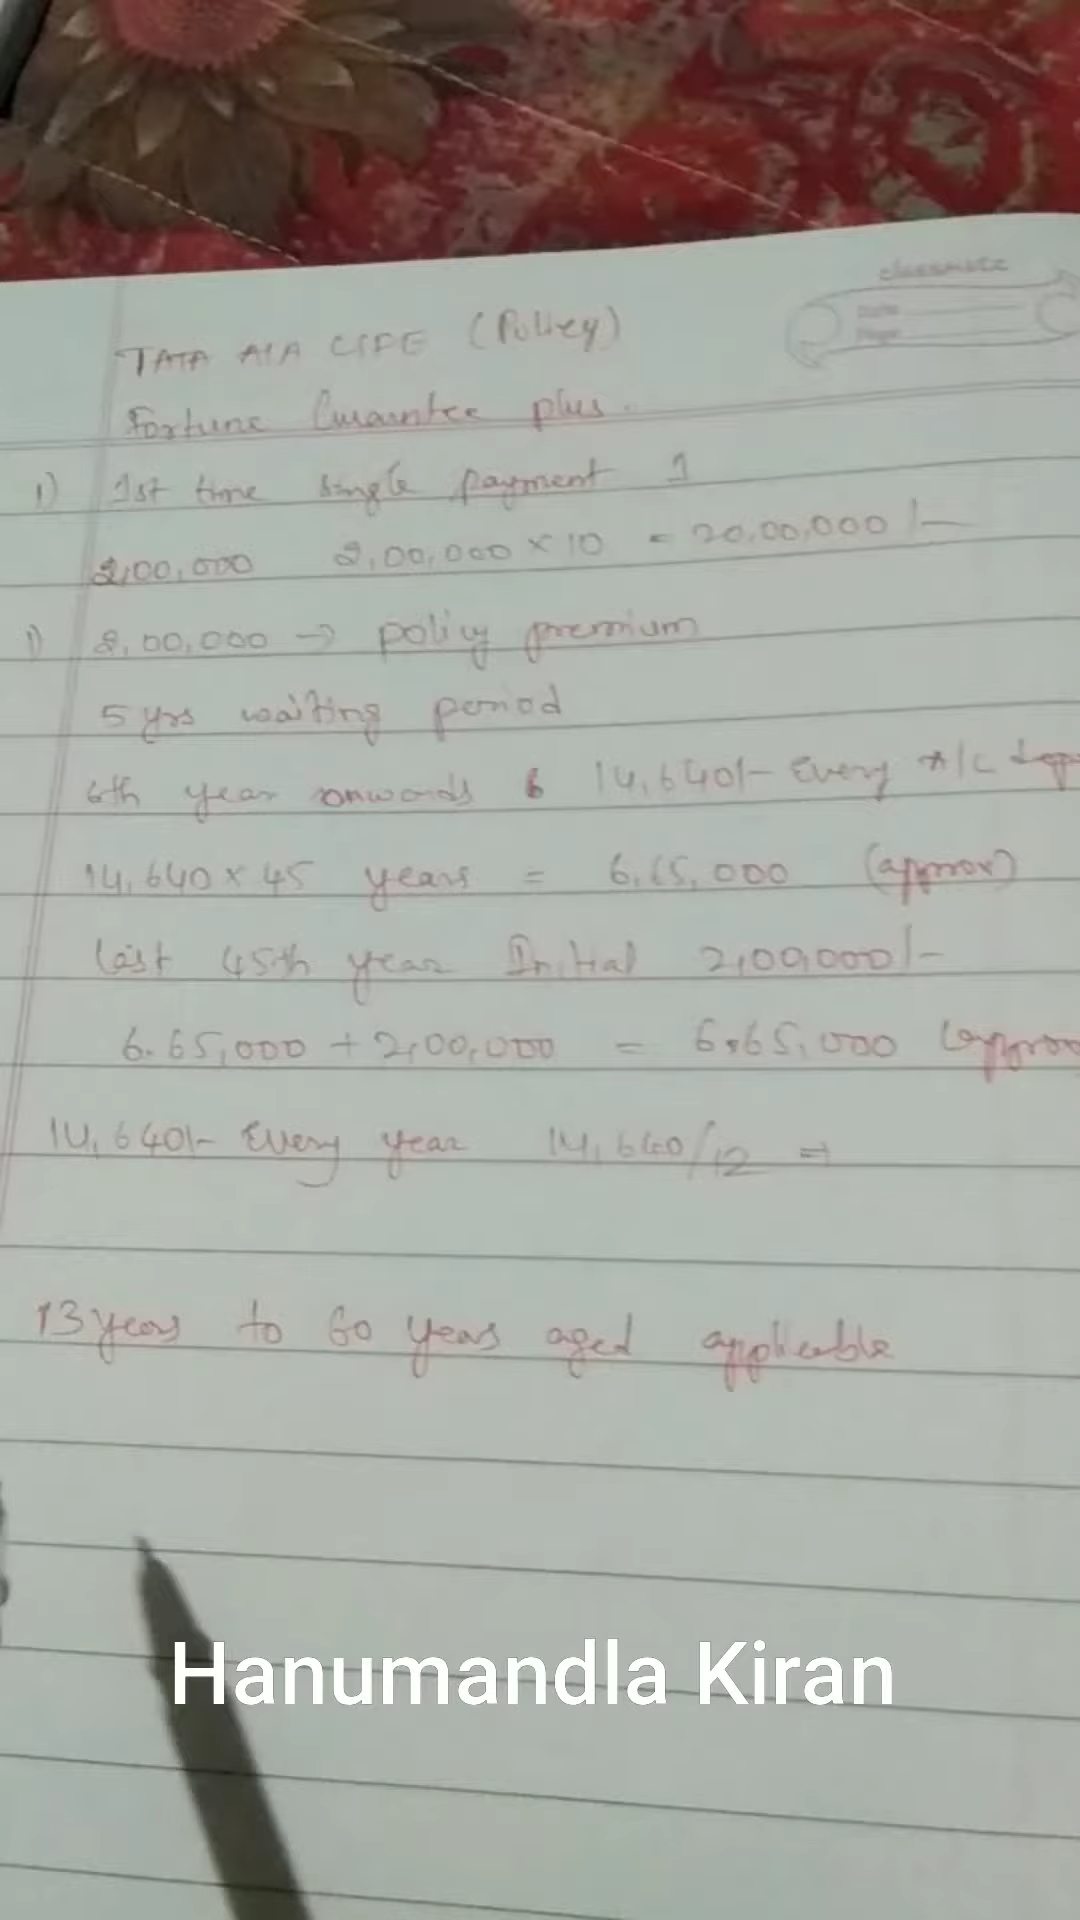 classmate
Date
Page
TATA AIA LIFE (Policy)
Fortune Guarantee plus.
1) 1st time single payment 1
2,00,000 2,00,000 × 10 = 20,00,000/-
1) 2,00,000 → policy premium
5 yrs waiting period
6th year onwards 14,640/- Every A/C
14,640 × 45 years = 6,65,000 (approx)
last 45th year Initial 2,00,000/-
6.65,000 + 2,00,000 = 6,65,000 (approx
14,640/- Every year 14,640/12 =)
13 years to 60 years aged applicable
Hanumandla Kiran